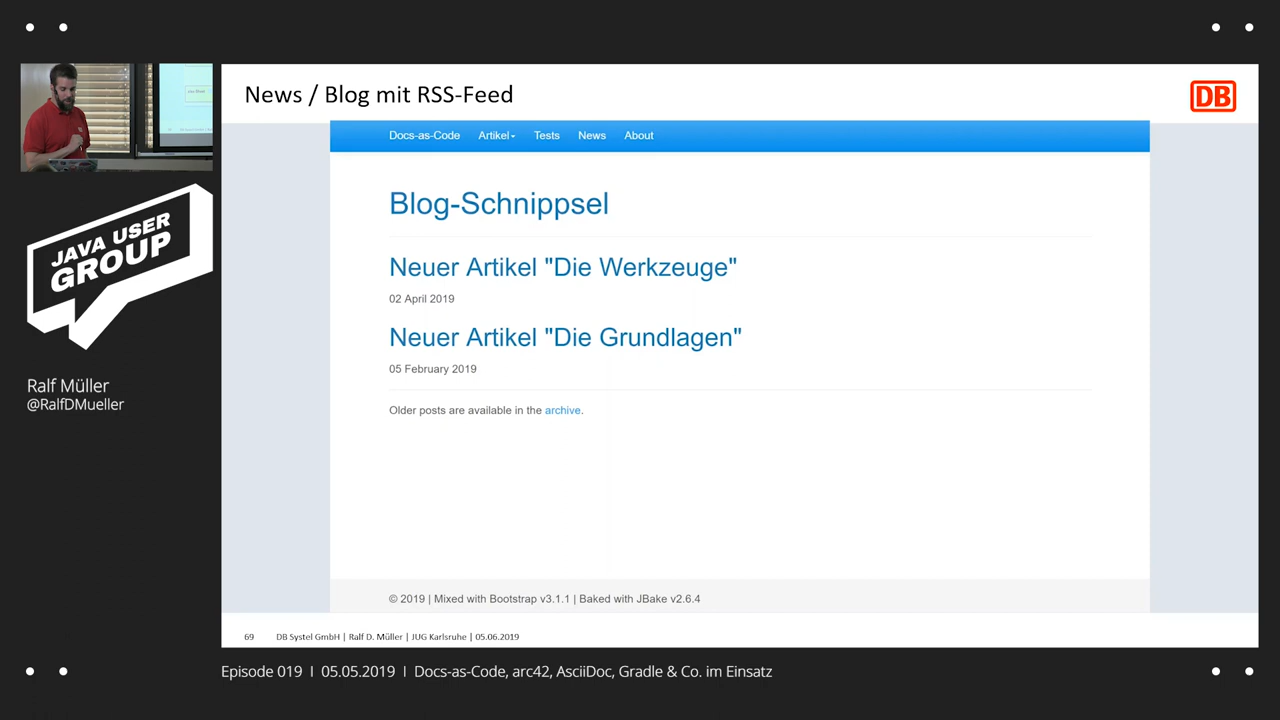 News / Blog mit RSS-Feed
DB
Docs-as-Code Artikel Tests News About
Blog-Schnippsel
Neuer Artikel "Die Werkzeuge"
02 April 2019
Neuer Artikel "Die Grundlagen"
05 February 2019
Older posts are available in the archive.
© 2019 | Mixed with Bootstrap v3.1.1 | Baked with JBake v2.6.4
69 DB Systel GmbH | Ralf D. Müller | JUG Karlsruhe | 05.06.2019
JAVA USER
GROUP
Ralf Müller
@RalfDMueller
Episode 019 I 05.05.2019 I Docs-as-Code, arc42, AsciiDoc, Gradle & Co. im Einsatz